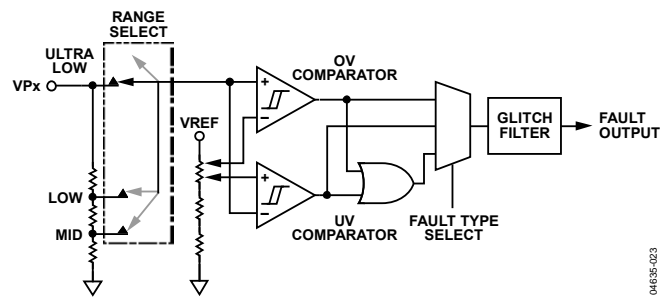 RANGE
SELECT
ULTRA
LOW
VPx
OV
COMPARATOR
+
−
VREF
GLITCH
FILTER
FAULT
OUTPUT
+
−
LOW
MID
UV
COMPARATOR
FAULT TYPE
SELECT
04635-023